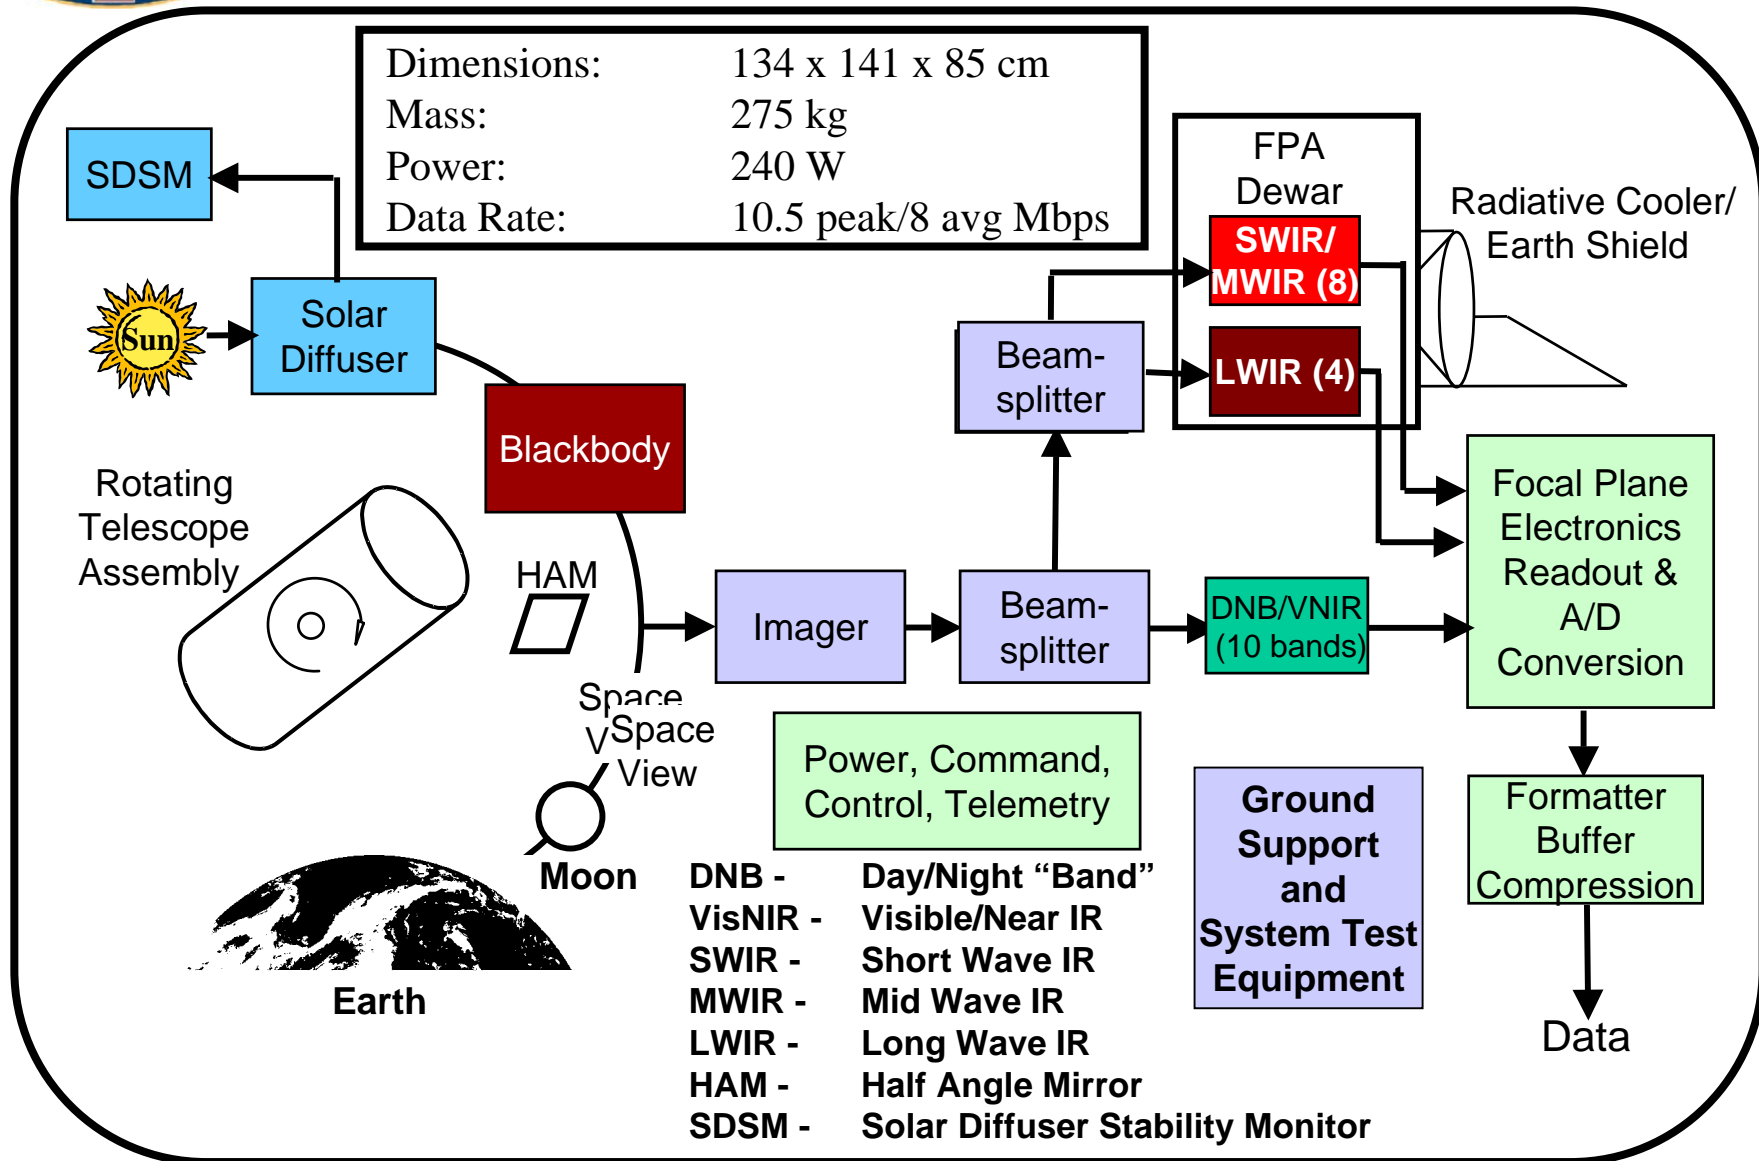 Dimensions: 134 x 141 x 85 cm
Mass: 275 kg
Power: 240 W
Data Rate: 10.5 peak/8 avg Mbps
SDSM
Sun
Solar
Diffuser
Blackbody
Rotating
Telescope
Assembly
HAM
Space
V
Space
View
Moon
Earth
Imager
Beam-
splitter
Beam-
splitter
FPA
Dewar
SWIR/
MWIR (8)
LWIR (4)
Radiative Cooler/
Earth Shield
DNB/VNIR
(10 bands)
Focal Plane
Electronics
Readout &
A/D
Conversion
Power, Command,
Control, Telemetry
Ground
Support
and
System Test
Equipment
Formatter
Buffer
Compression
Data
DNB - Day/Night “Band”
VisNIR - Visible/Near IR
SWIR - Short Wave IR
MWIR - Mid Wave IR
LWIR - Long Wave IR
HAM - Half Angle Mirror
SDSM - Solar Diffuser Stability Monitor